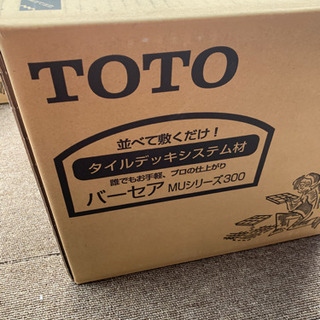 TOTO
並べて敷くだけ!
タイルデッキシステム材
誰でもお手軽、プロの仕上がり
バーセア MUシリーズ300